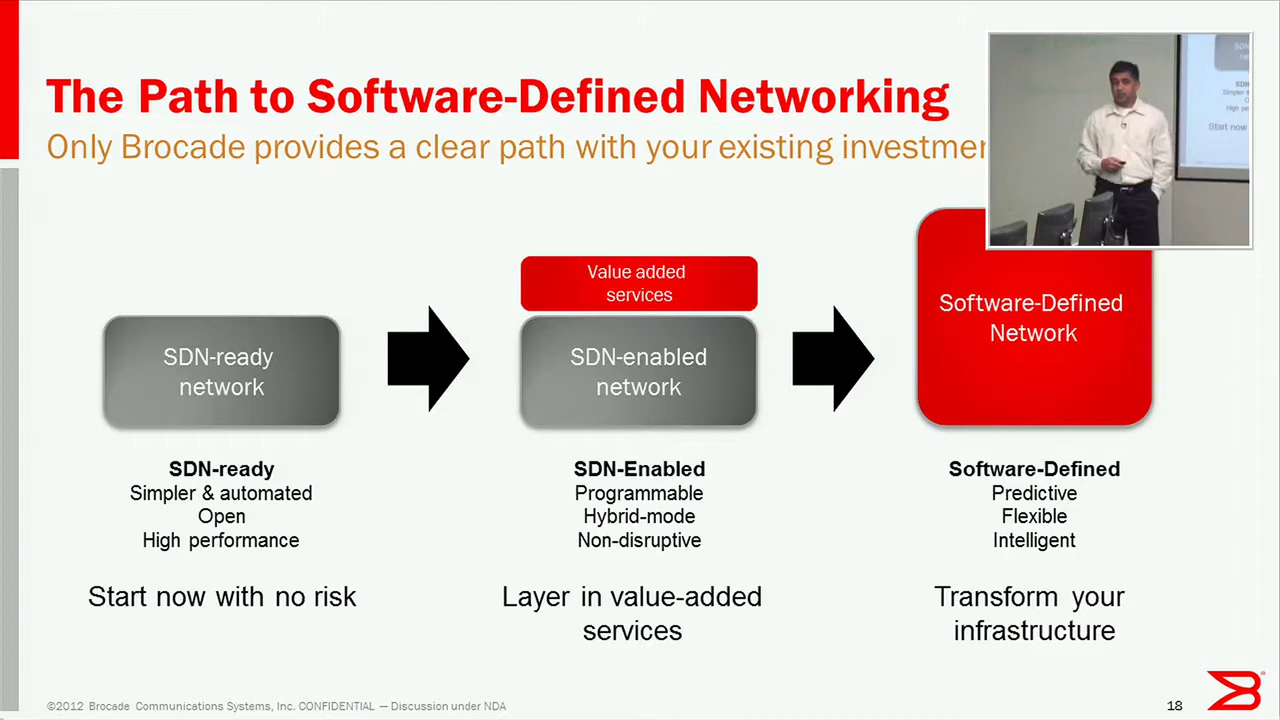 The Path to Software-Defined Networking
Only Brocade provides a clear path with your existing
Value added
services
SDN-ready
network
SDN-enabled
network
Software-Defined
Network
SDN-ready
Simpler & automated
Open
High performance
Start now with no risk
SDN-Enabled
Programmable
Hybrid-mode
Non-disruptive
Layer in value-added
services
Software-Defined
Predictive
Flexible
Intelligent
Transform your
infrastructure
©2012 Brocade Communications Systems, Inc. CONFIDENTIAL — Discussion under NDA
18
Start now